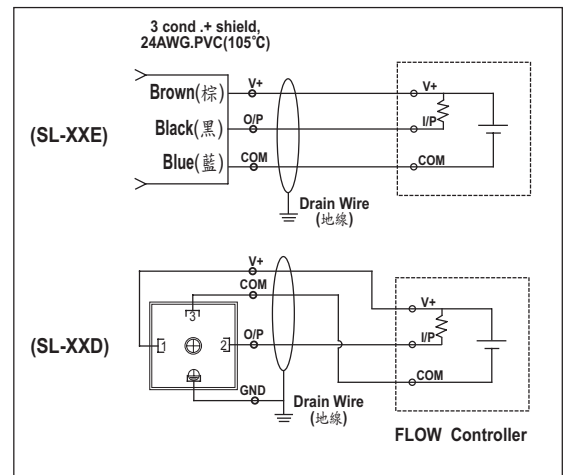 3 cond .+ shield,
24AWG.PVC(105°C)
(SL-XXE)
Brown(棕)
Black(黑)
Blue(藍)
V+
O/P
COM
Drain Wire
(地線)
V+
I/P
COM
(SL-XXD)
V+
COM
O/P
GND
1
2
3
Drain Wire
(地線)
V+
I/P
COM
FLOW Controller